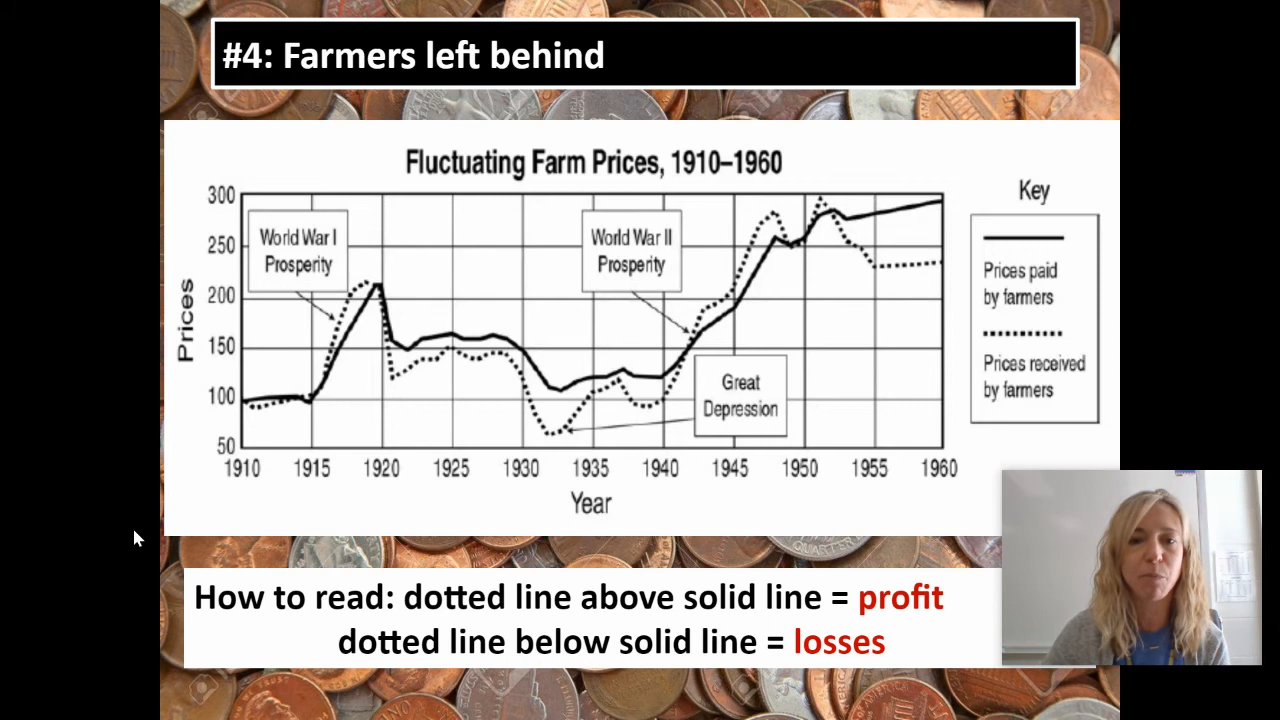 #4: Farmers left behind
Fluctuating Farm Prices, 1910–1960
Prices
300
250
200
150
100
50
World War I
Prosperity
World War II
Prosperity
Great
Depression
1910 1915 1920 1925 1930 1935 1940 1945 1950 1955 1960
Year
Key
Prices paid
by farmers
Prices received
by farmers
How to read: dotted line above solid line = profit
dotted line below solid line = losses